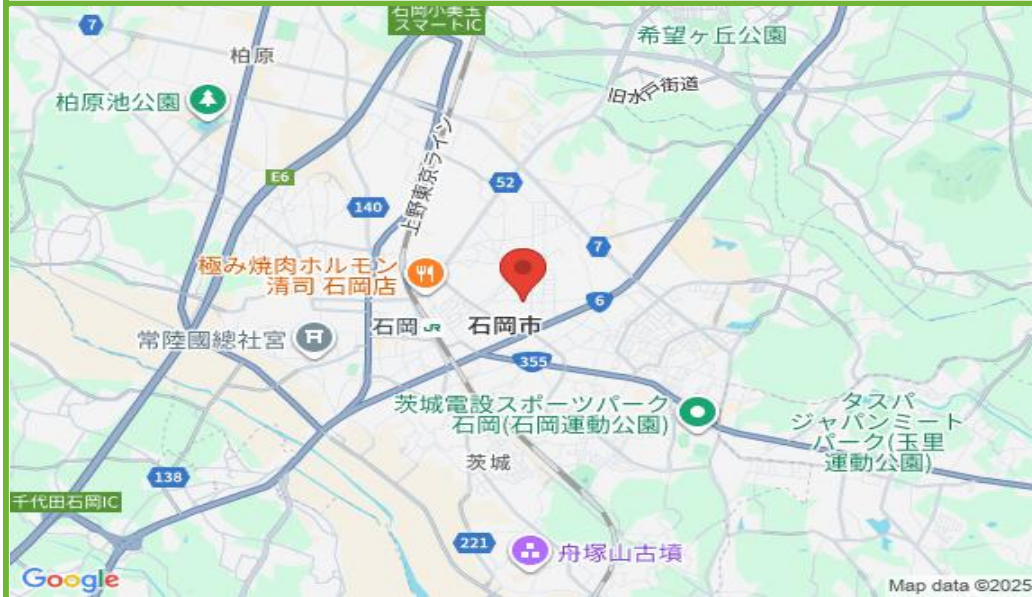 石岡小美玉
スマートIC
7
柏原
希望ヶ丘公園
柏原池公園
旧水戸街道
上野東京ライン
E6
52
140
7
極み焼肉ホルモン
清司 石岡店
6
常陸國總社宮
石岡 JR
石岡市
355
茨城電設スポーツパーク
石岡(石岡運動公園)
タスパ
ジャパンミート
パーク(玉里
運動公園)
茨城
138
千代田石岡IC
221
舟塚山古墳
Google
Map data ©2025